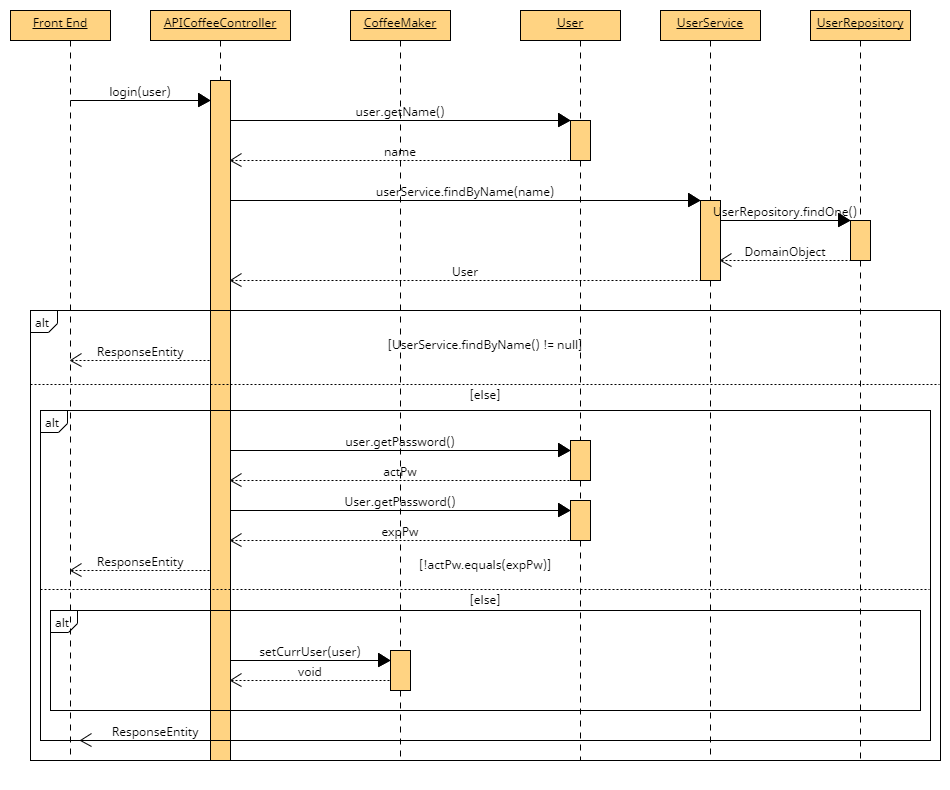 Front End
APICoffeeController
CoffeeMaker
User
UserService
UserRepository
login(user)
user.getName()
name
userService.findByName(name)
UserRepository.findOne()
DomainObject
User
alt
[UserService.findByName() != null]
ResponseEntity
[else]
alt
user.getPassword()
actPw
User.getPassword()
expPw
ResponseEntity
[!actPw.equals(expPw)]
[else]
alt
setCurrUser(user)
void
ResponseEntity